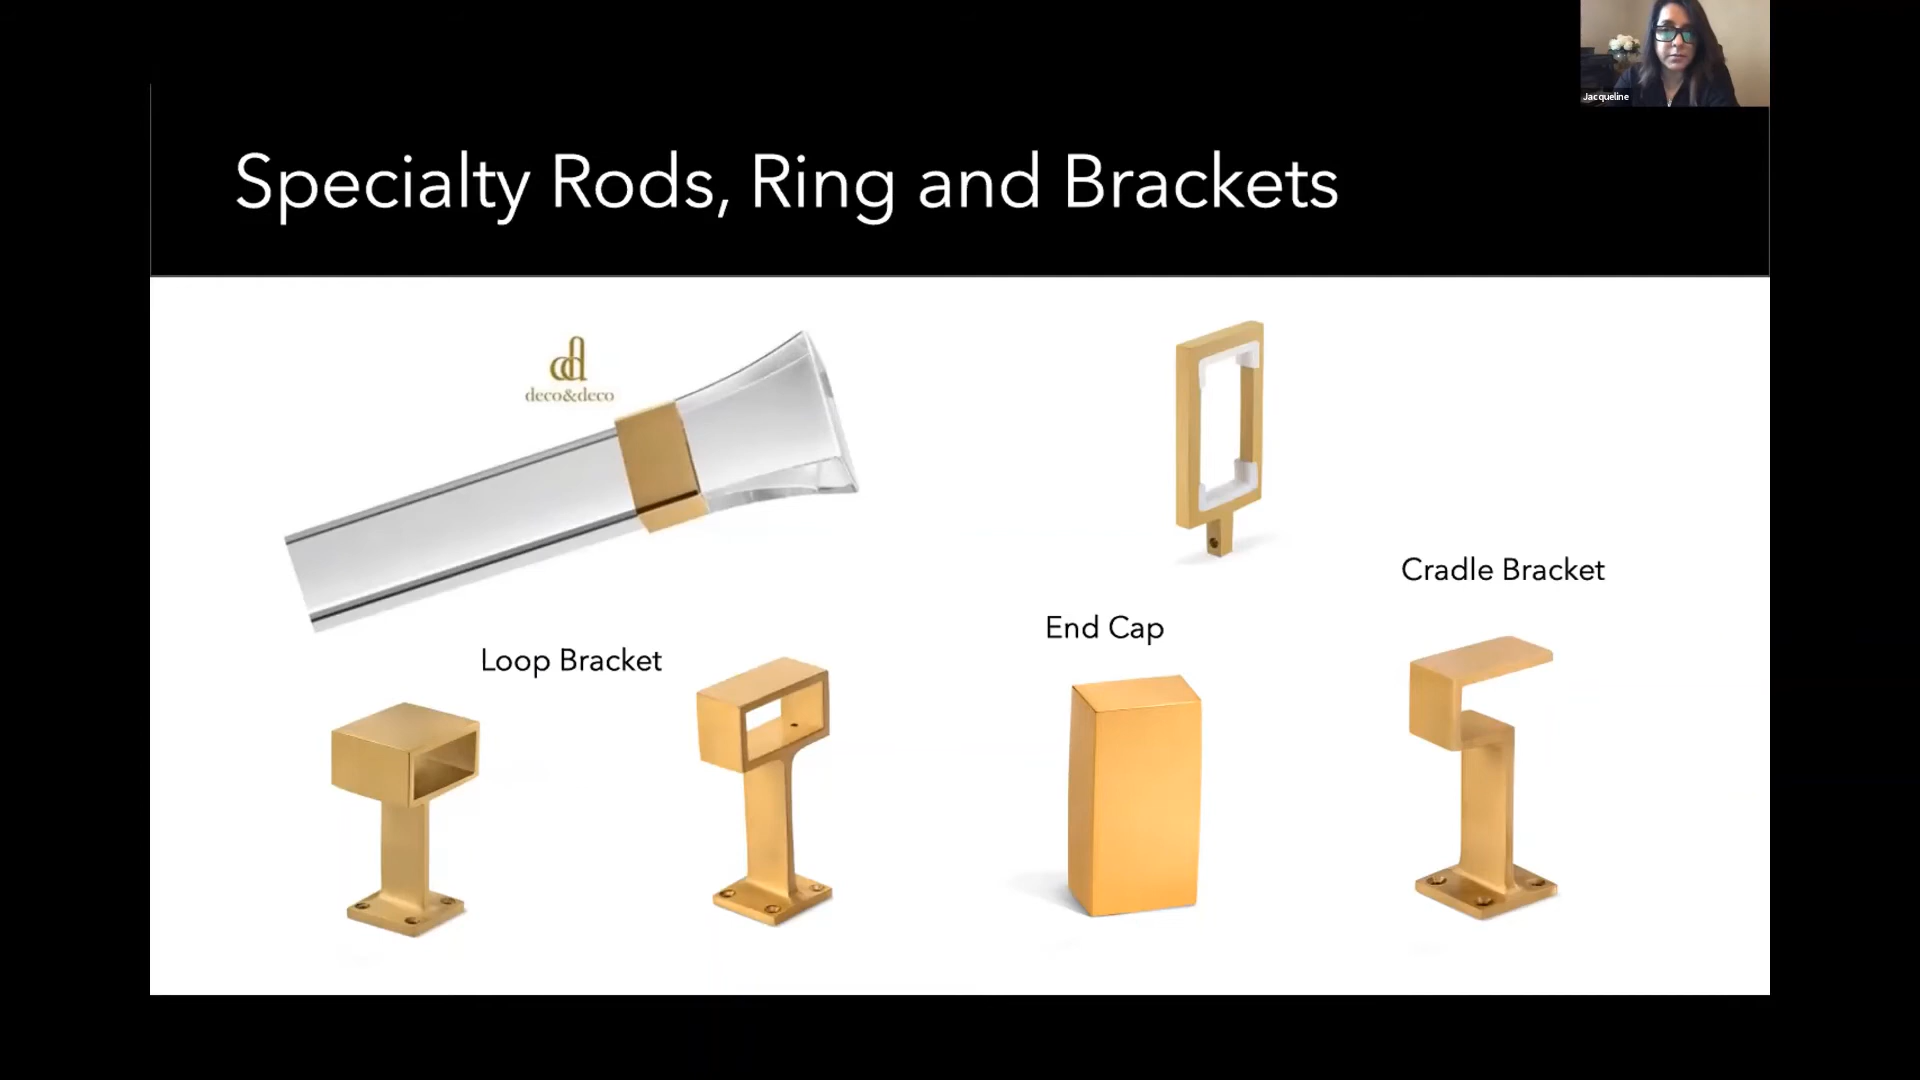 Jacqueline
Specialty Rods, Ring and Brackets
deco&deco
Cradle Bracket
End Cap
Loop Bracket